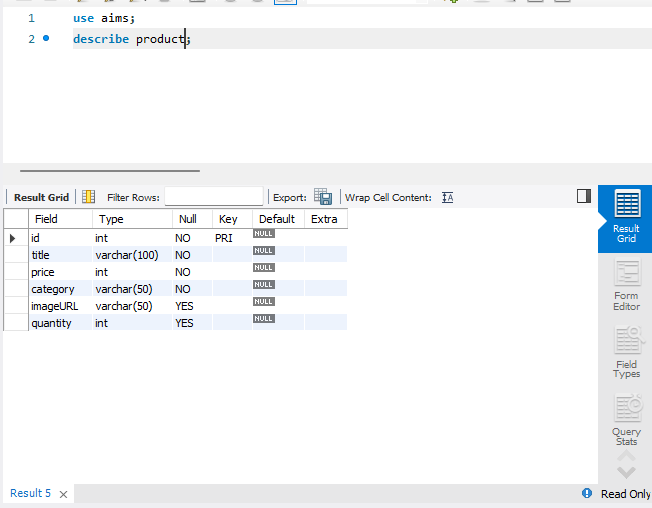 1 use aims;
2 describe product;
Result Grid Filter Rows: Export: Wrap Cell Content: IA
Field Type Null Key Default Extra
id int NO PRI NULL
title varchar(100) NO NULL
price int NO NULL
category varchar(50) NO NULL
imageURL varchar(50) YES NULL
quantity int YES NULL
Result
Grid
Form
Editor
Field
Types
Query
Stats
Result 5 ×
Read Only